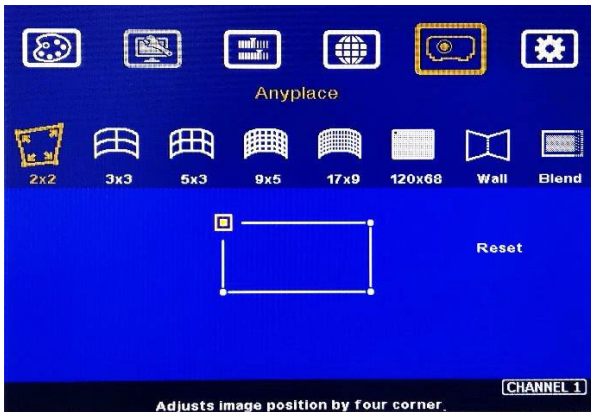 Anyplace
2x2 3x3 5x3 9x5 17x9 120x68 Wall Blend
Reset
CHANNEL 1
Adjusts image position by four corner.